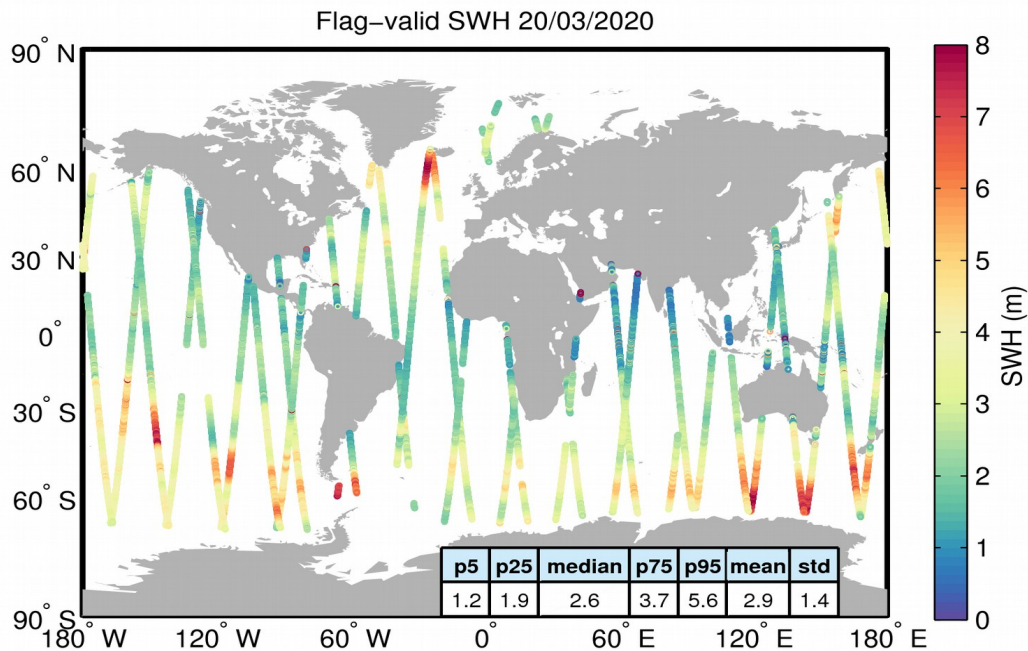 Flag−valid SWH 20/03/2020
90° N
60° N
30° N
0°
30° S
60° S
90° S
180° W
120° W
60° W
0°
60° E
120° E
180° E
8
7
6
5
4
3
2
1
0
SWH (m)
p5 p25 median p75 p95 mean std
1.2 1.9 2.6 3.7 5.6 2.9 1.4